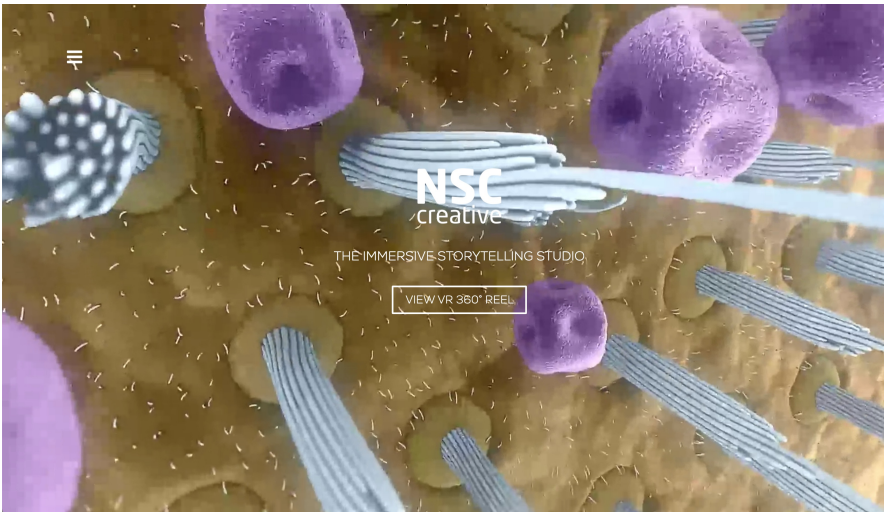 NSC
creative
THE IMMERSIVE STORYTELLING STUDIO
VIEW VR 360° REEL